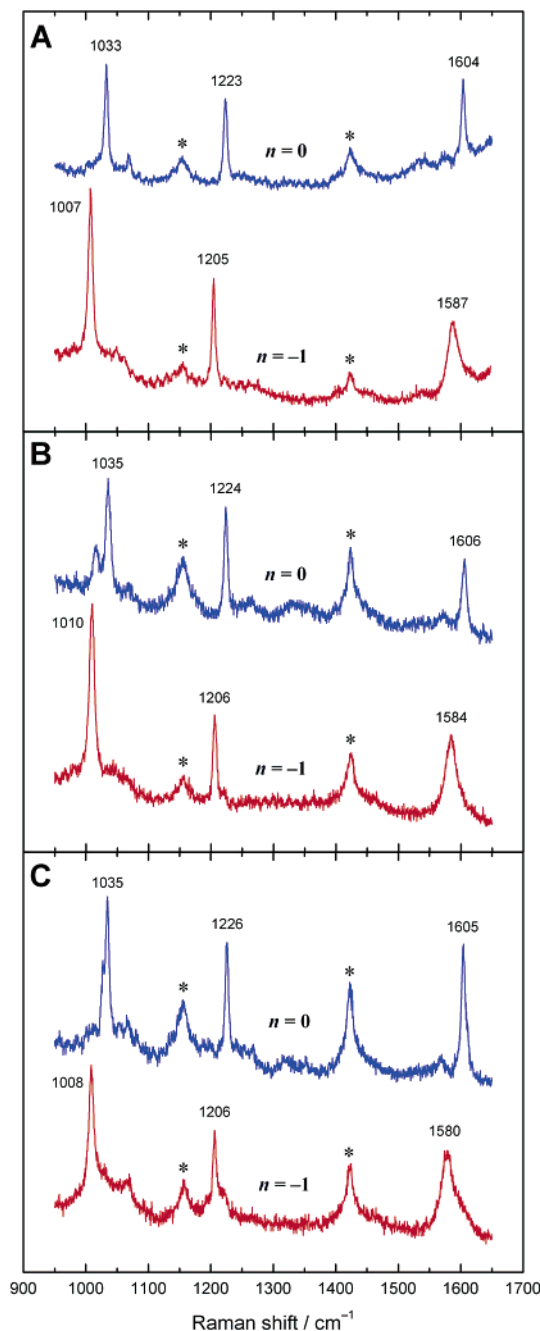 A
1033
1223
1604
*
*
n = 0
1007
1205
1587
*
*
n = –1
B
1035
1224
1606
*
*
n = 0
1010
1206
1584
*
*
n = –1
C
1035
1226
1605
*
*
n = 0
1008
1206
1580
*
*
n = –1
900 1000 1100 1200 1300 1400 1500 1600 1700
Raman shift / cm⁻¹